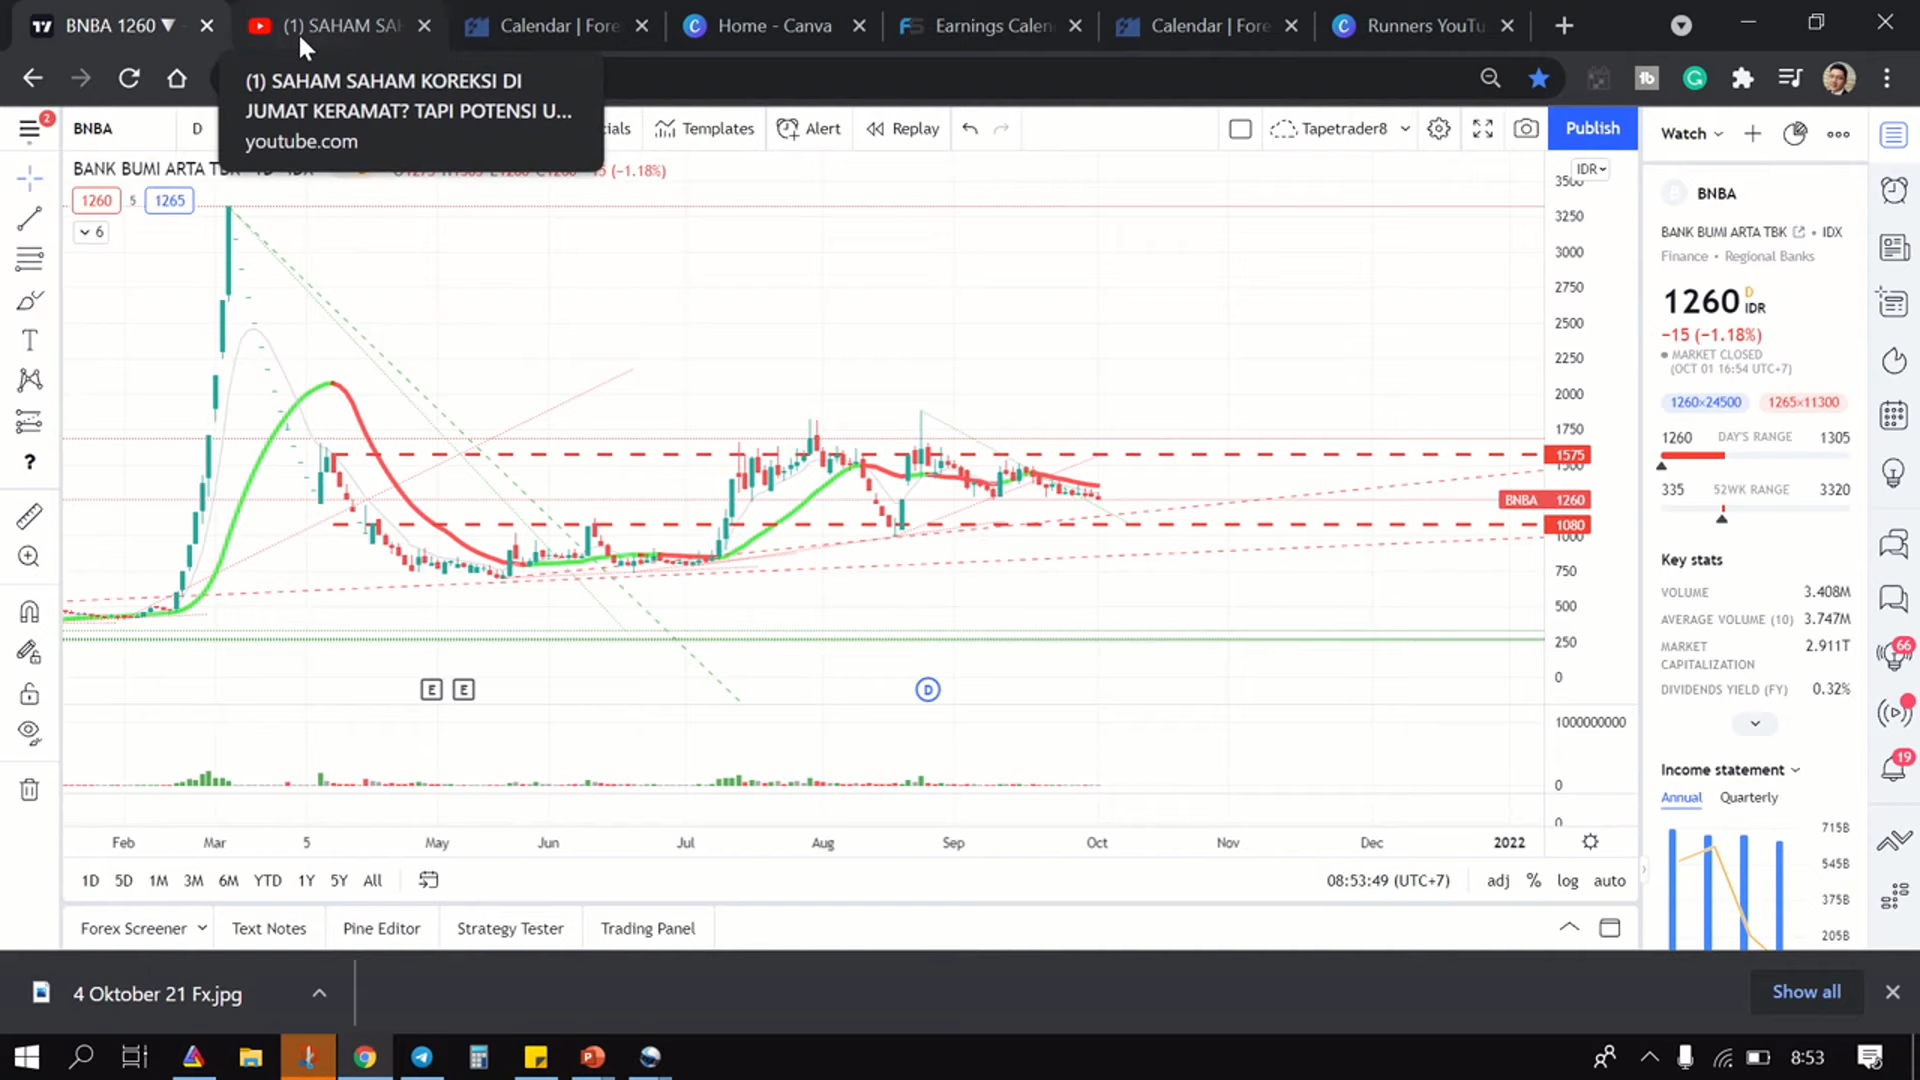 BNBA 1260 ▼
(1) SAHAM SAH
Calendar | Fore
Home - Canva
Earnings Calen
Calendar | Fore
Runners YouTu
(1) SAHAM SAHAM KOREKSI DI
JUMAT KERAMAT? TAPI POTENSI U...
youtube.com
2
BNBA
D
cials
Templates
Alert
Replay
Tapetrader8
Publish
Watch
BANK BUMI ARTA TBK
15 (−1.18%)
IDR
1260
5
1265
6
3500
3250
3000
2750
2500
2250
2000
1750
1575
1500
BNBA 1260
1080
1000
750
500
250
0
1000000000
0
0
E
E
D
Feb
Mar
5
May
Jun
Jul
Aug
Sep
Oct
Nov
Dec
2022
1D
5D
1M
3M
6M
YTD
1Y
5Y
All
08:53:49 (UTC+7)
adj
%
log
auto
Forex Screener
Text Notes
Pine Editor
Strategy Tester
Trading Panel
BNBA
BANK BUMI ARTA TBK • IDX
Finance • Regional Banks
1260 D IDR
−15 (−1.18%)
MARKET CLOSED
(OCT 01 16:54 UTC+7)
1260×24500
1265×11300
1260 DAY'S RANGE 1305
335 52WK RANGE 3320
Key stats
VOLUME 3.408M
AVERAGE VOLUME (10) 3.747M
MARKET CAPITALIZATION 2.911T
DIVIDENDS YIELD (FY) 0.32%
Income statement
Annual
Quarterly
715B
545B
375B
205B
66
19
4 Oktober 21 Fx.jpg
Show all
8:53